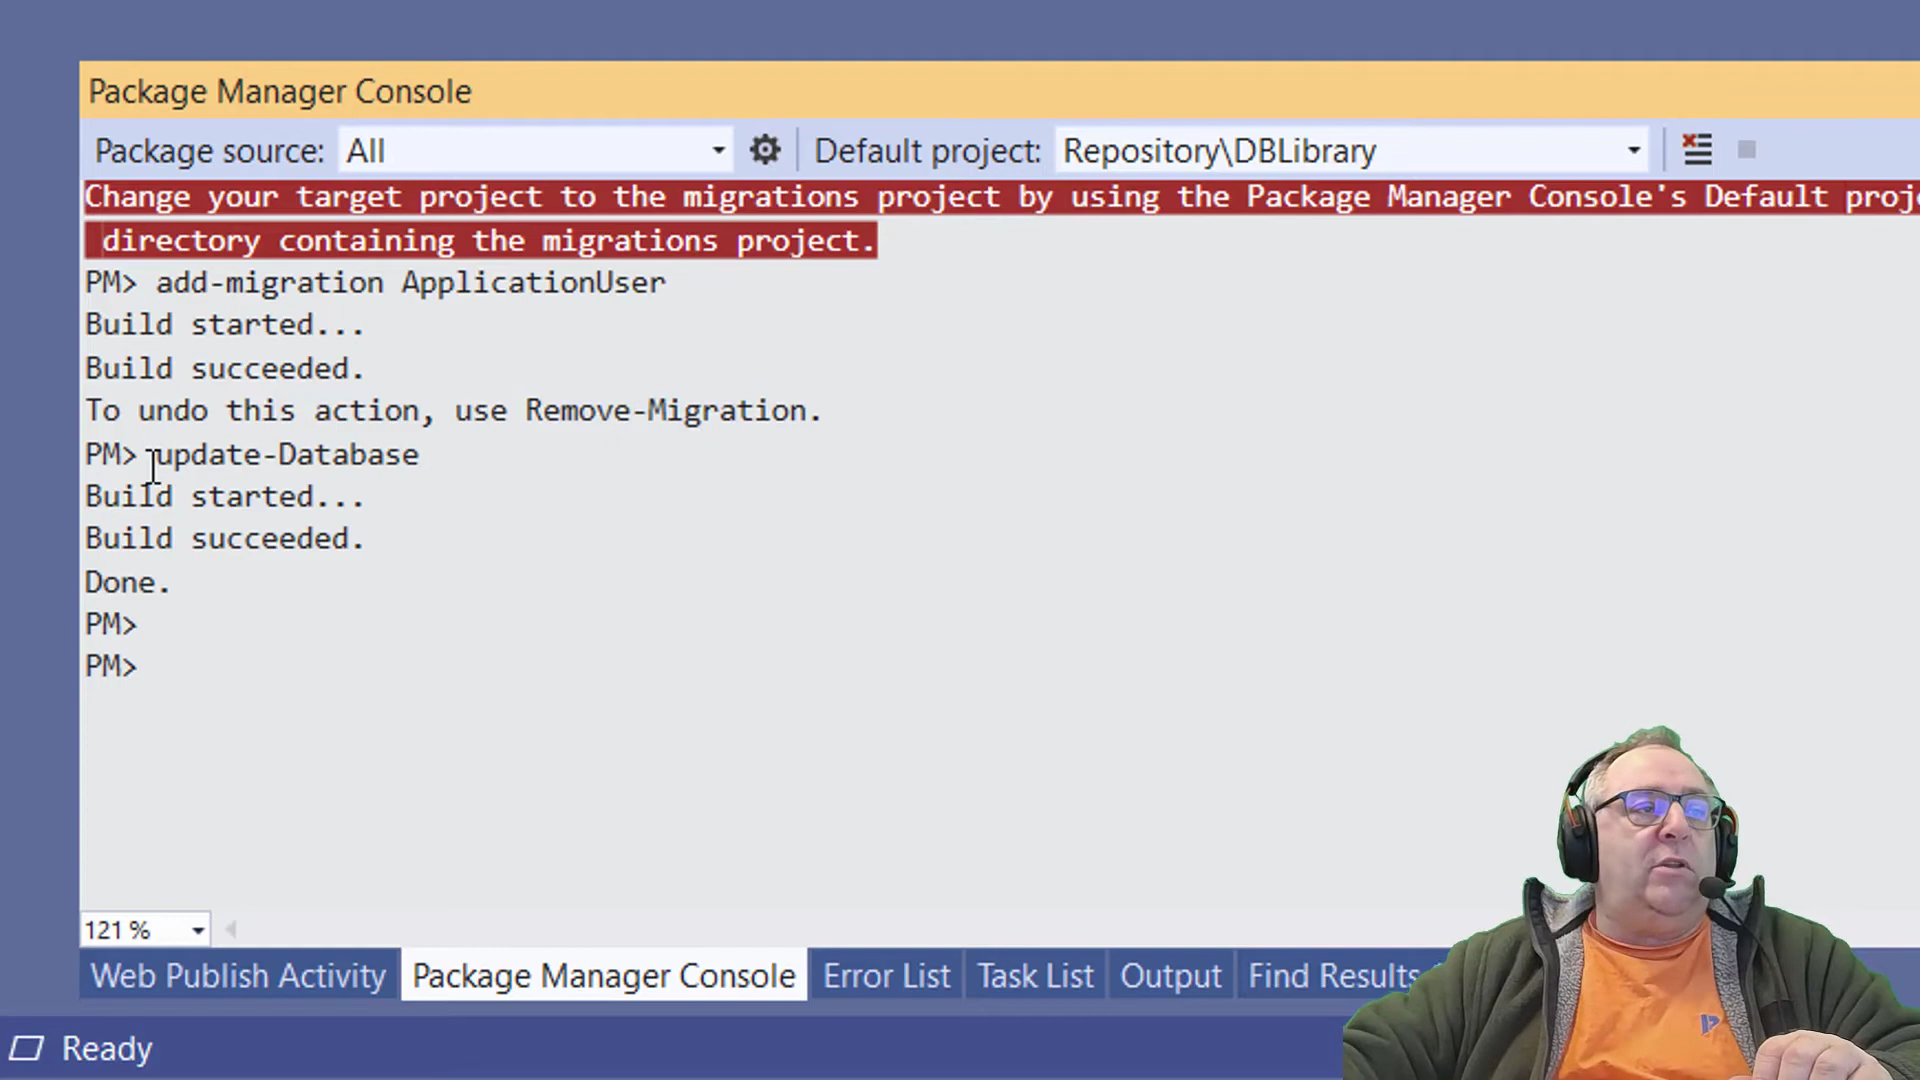 Package Manager Console
Package source: All
Default project: Repository\DBLibrary
Change your target project to the migrations project by using the Package Manager Console's Default proj
directory containing the migrations project.
PM> add-migration ApplicationUser
Build started...
Build succeeded.
To undo this action, use Remove-Migration.
PM> update-Database
Build started...
Build succeeded.
Done.
PM>
PM>
121 %
Web Publish Activity
Package Manager Console
Error List
Task List
Output
Find Results
Ready